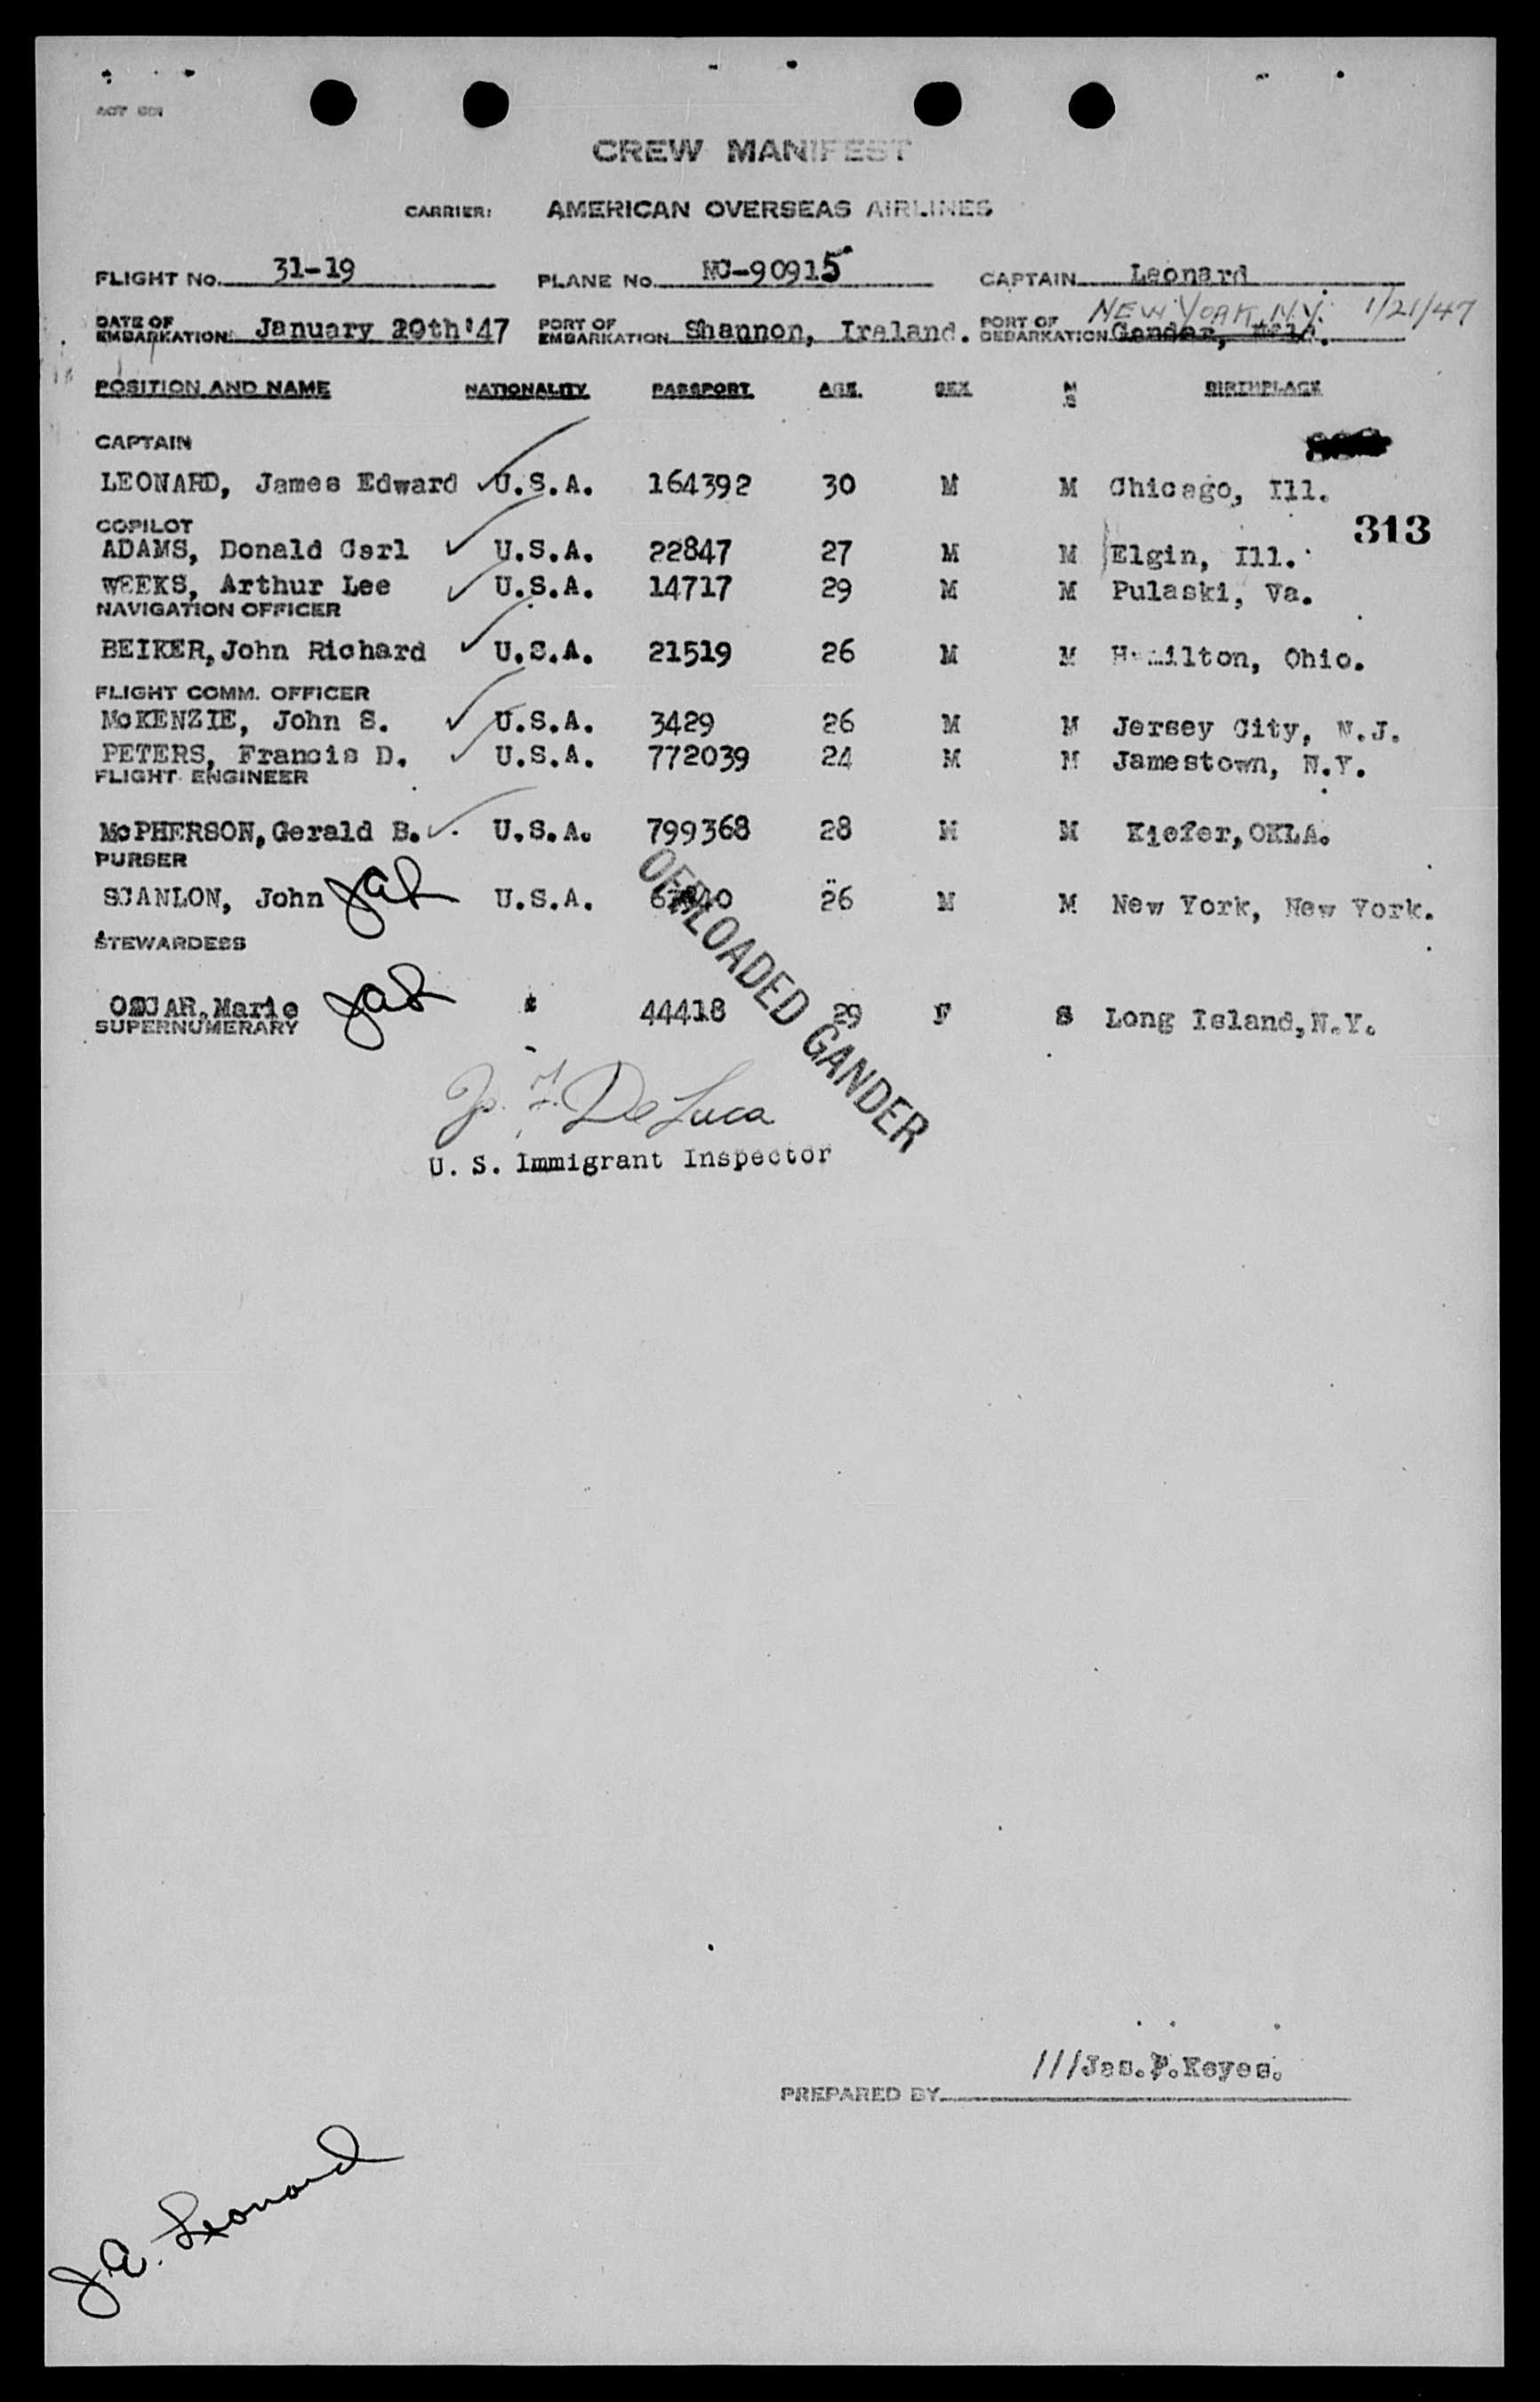 CREW MANIFEST
CARRIER: AMERICAN OVERSEAS AIRLINES
FLIGHT No. 31-19 PLANE No. NC-90915 CAPTAIN Leonard
NEW YORK, N.Y. 1/21/47
DATE OF EMBARKATION: January 20th'47 PORT OF EMBARKATION Shannon, Ireland. PORT OF DEBARKATION Gander, Nfld.
POSITION AND NAME NATIONALITY PASSPORT AGE. SEX M S BIRTHPLACE
CAPTAIN
LEONARD, James Edward U.S.A. 164392 30 M M Chicago, Ill.
313
COPILOT
ADAMS, Donald Carl U.S.A. 22847 27 M M Elgin, Ill.
WEEKS, Arthur Lee U.S.A. 14717 29 M M Pulaski, Va.
NAVIGATION OFFICER
BEIKER, John Richard U.S.A. 21519 26 M M Hamilton, Ohio.
FLIGHT COMM. OFFICER
McKENZIE, John S. U.S.A. 3429 26 M M Jersey City, N.J.
PETERS, Francis D. U.S.A. 772039 24 M M Jamestown, N.Y.
FLIGHT ENGINEER
McPHERSON, Gerald B. U.S.A. 799368 28 M M Kiefer, OKLA.
PURSER
SCANLON, John U.S.A. 26 M M New York, New York.
STEWARDESS
Marie 44418 29 F S Long Island, N.Y.
SUPERNUMERARY
OFFLOADED GANDER
De Luca
U. S. Immigrant Inspector
///Jas.P.Keyes.
PREPARED BY
J.E. Leonard